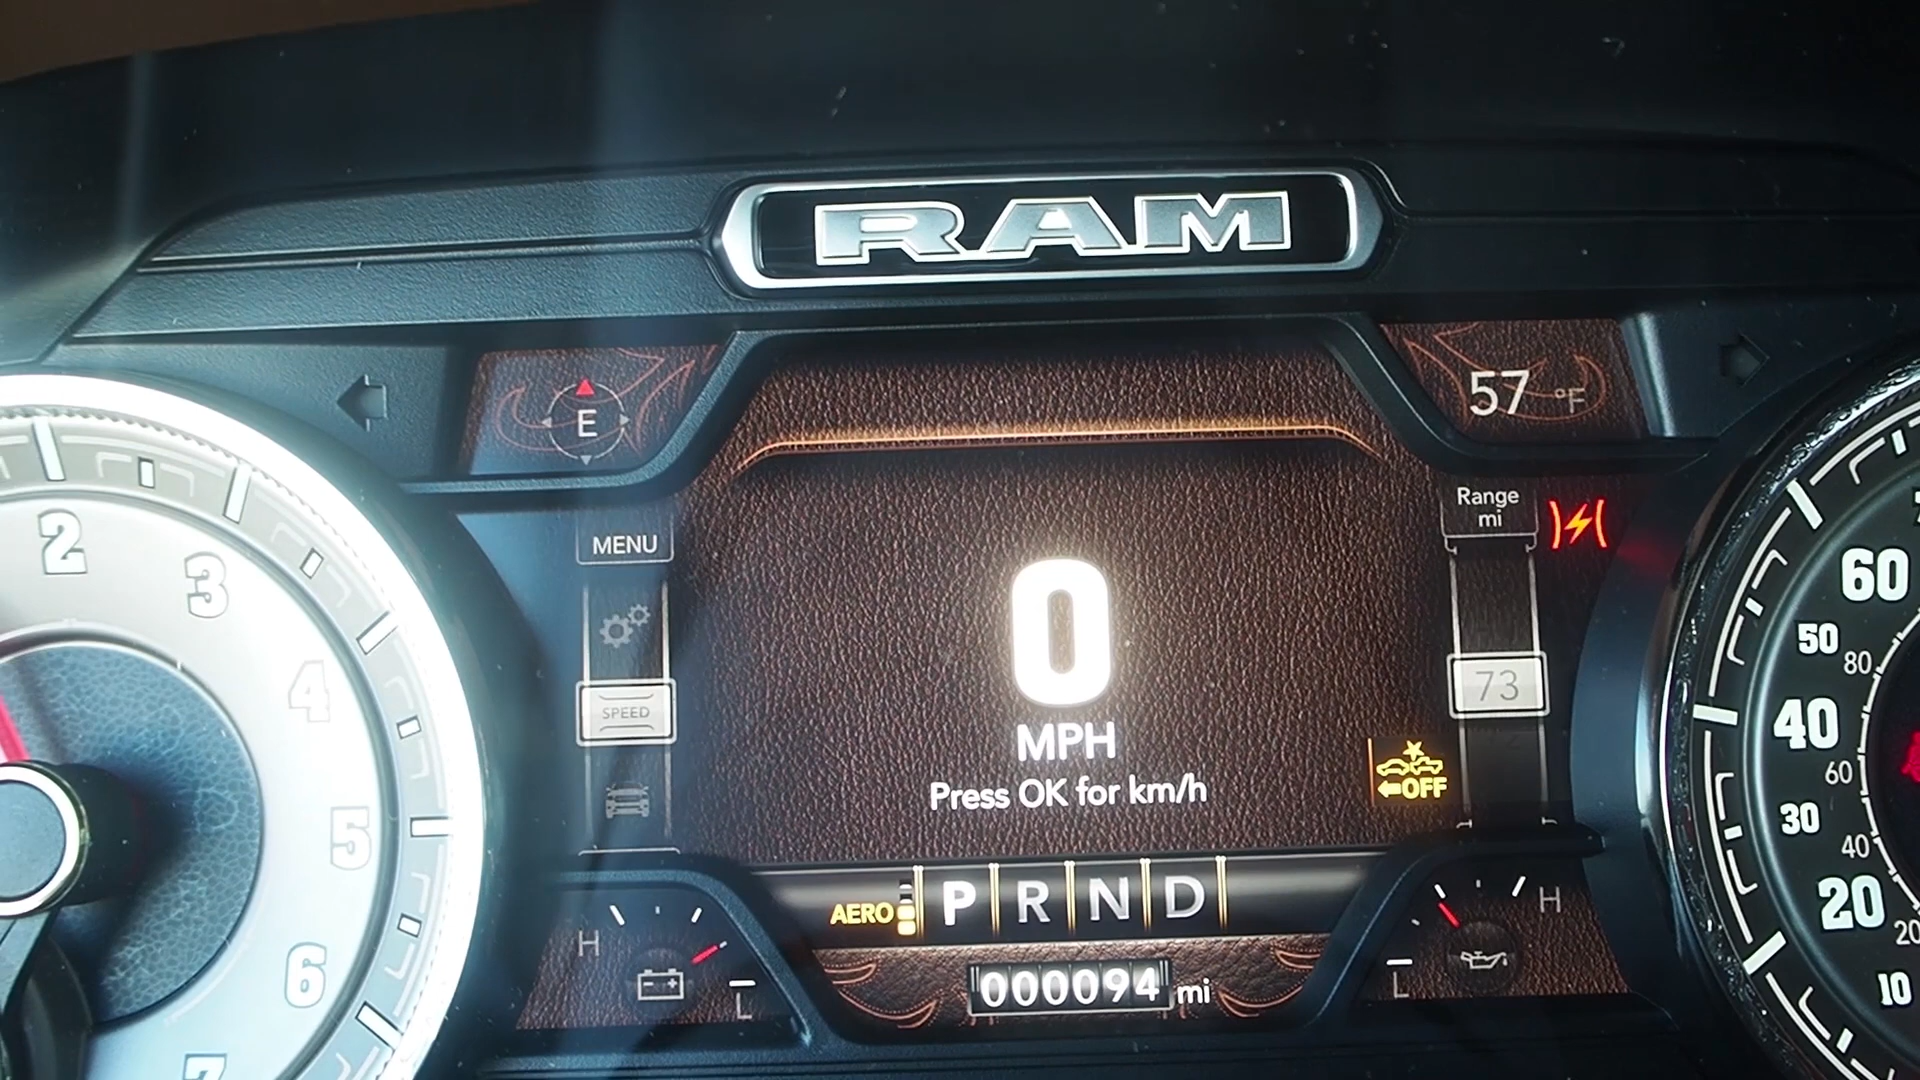 RAM
E
57 °F
MENU
SPEED
Range
mi
73
0
MPH
Press OK for km/h
OFF
AERO P R N D
000094 mi
H
L
H
L
2
3
4
5
6
7
60
50
80
40
60
30
40
20
20
10